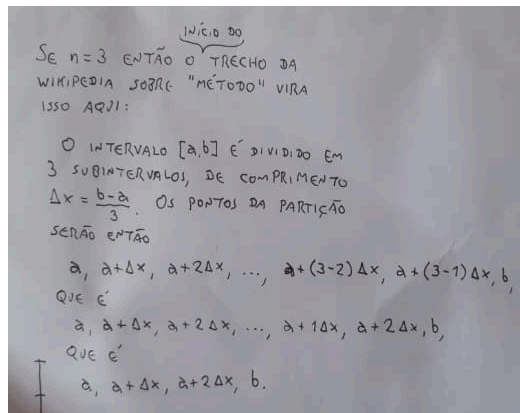 INÍCIO DO
SE n=3 ENTÃO O TRECHO DA
WIKIPEDIA SOBRE "MÉTODO" VIRA
ISSO AQUI:
O INTERVALO [a,b] É DIVIDIDO EM
3 SUBINTERVALOS, DE COMPRIMENTO
Δx = \frac{b-a}{3}. OS PONTOS DA PARTIÇÃO
SERÃO ENTÃO
a, a+Δx, a+2Δx, ..., a+(3-2)Δx, a+(3-1)Δx, b,
QUE É
a, a+Δx, a+2Δx, ..., a+1Δx, a+2Δx, b,
QUE É
a, a+Δx, a+2Δx, b.